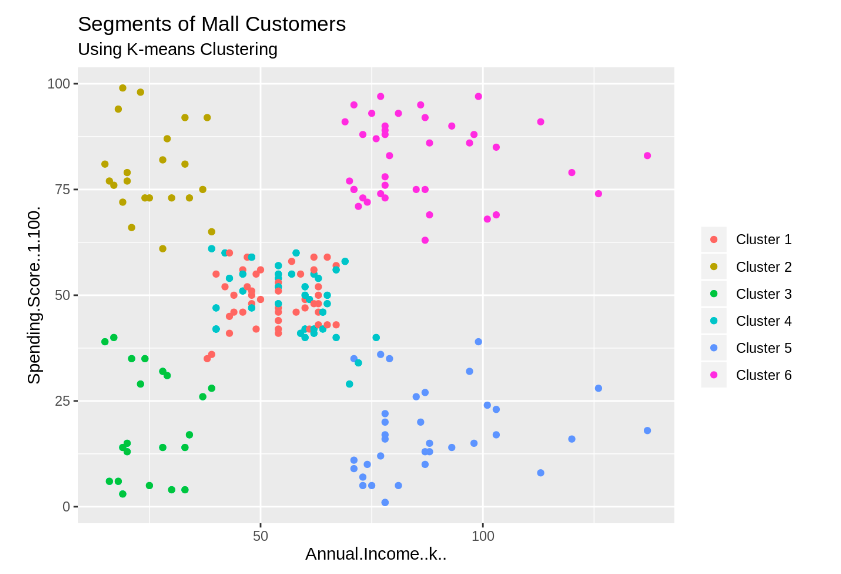 Segments of Mall Customers
Using K-means Clustering
100
75
50
25
0
Spending.Score..1.100.
50
100
Annual.Income..k..
Cluster 1
Cluster 2
Cluster 3
Cluster 4
Cluster 5
Cluster 6